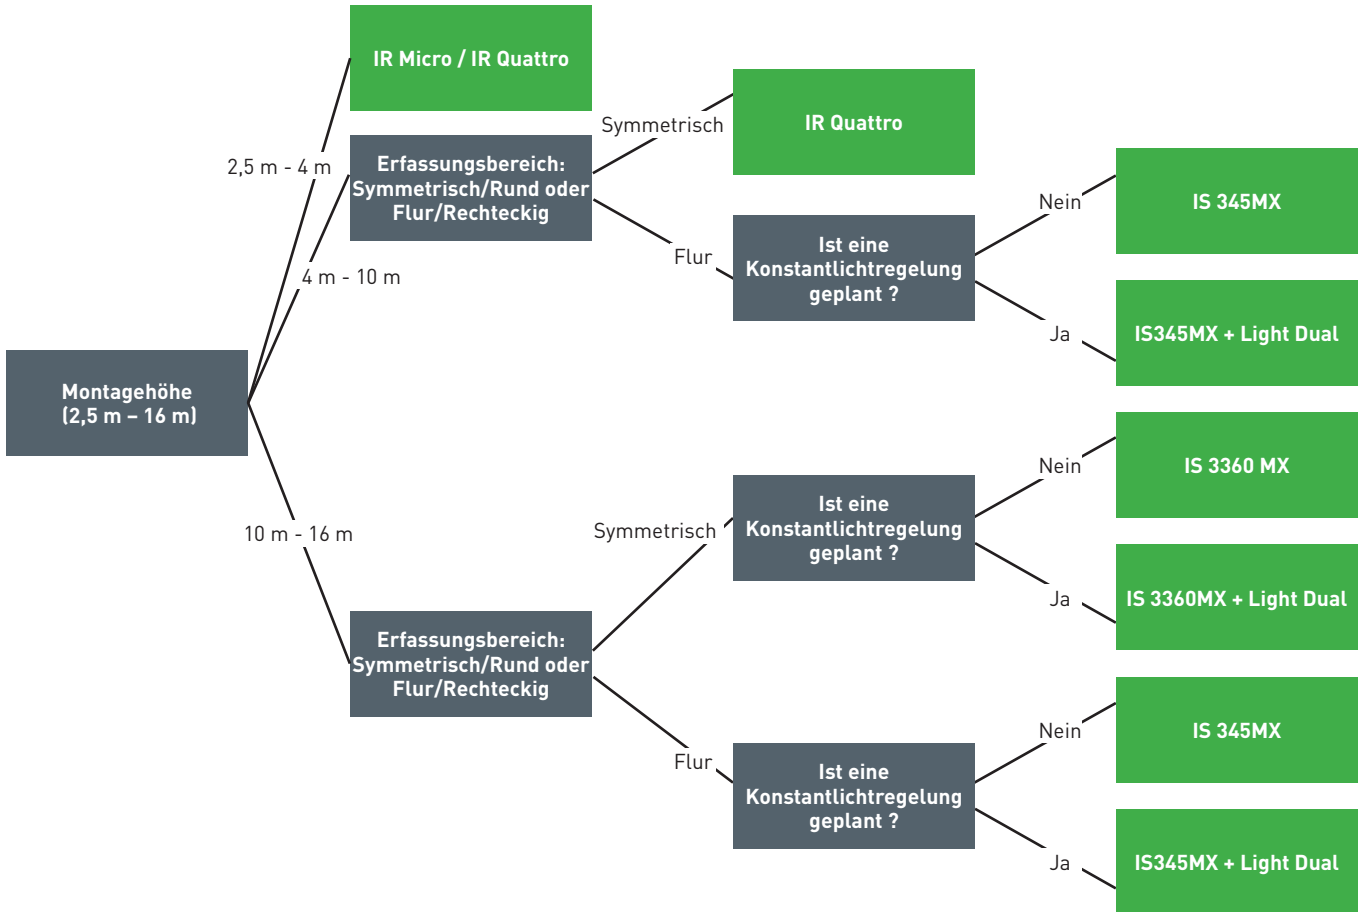 IR Micro / IR Quattro
2,5 m - 4 m
Erfassungsbereich:
Symmetrisch/Rund oder
Flur/Rechteckig
Symmetrisch
IR Quattro
4 m - 10 m
Flur
Ist eine
Konstantlichtregelung
geplant ?
Nein
IS 345MX
Ja
IS345MX + Light Dual
Montagehöhe
(2,5 m – 16 m)
10 m - 16 m
Erfassungsbereich:
Symmetrisch/Rund oder
Flur/Rechteckig
Symmetrisch
Ist eine
Konstantlichtregelung
geplant ?
Nein
IS 3360 MX
Ja
IS 3360MX + Light Dual
Flur
Ist eine
Konstantlichtregelung
geplant ?
Nein
IS 345MX
Ja
IS345MX + Light Dual